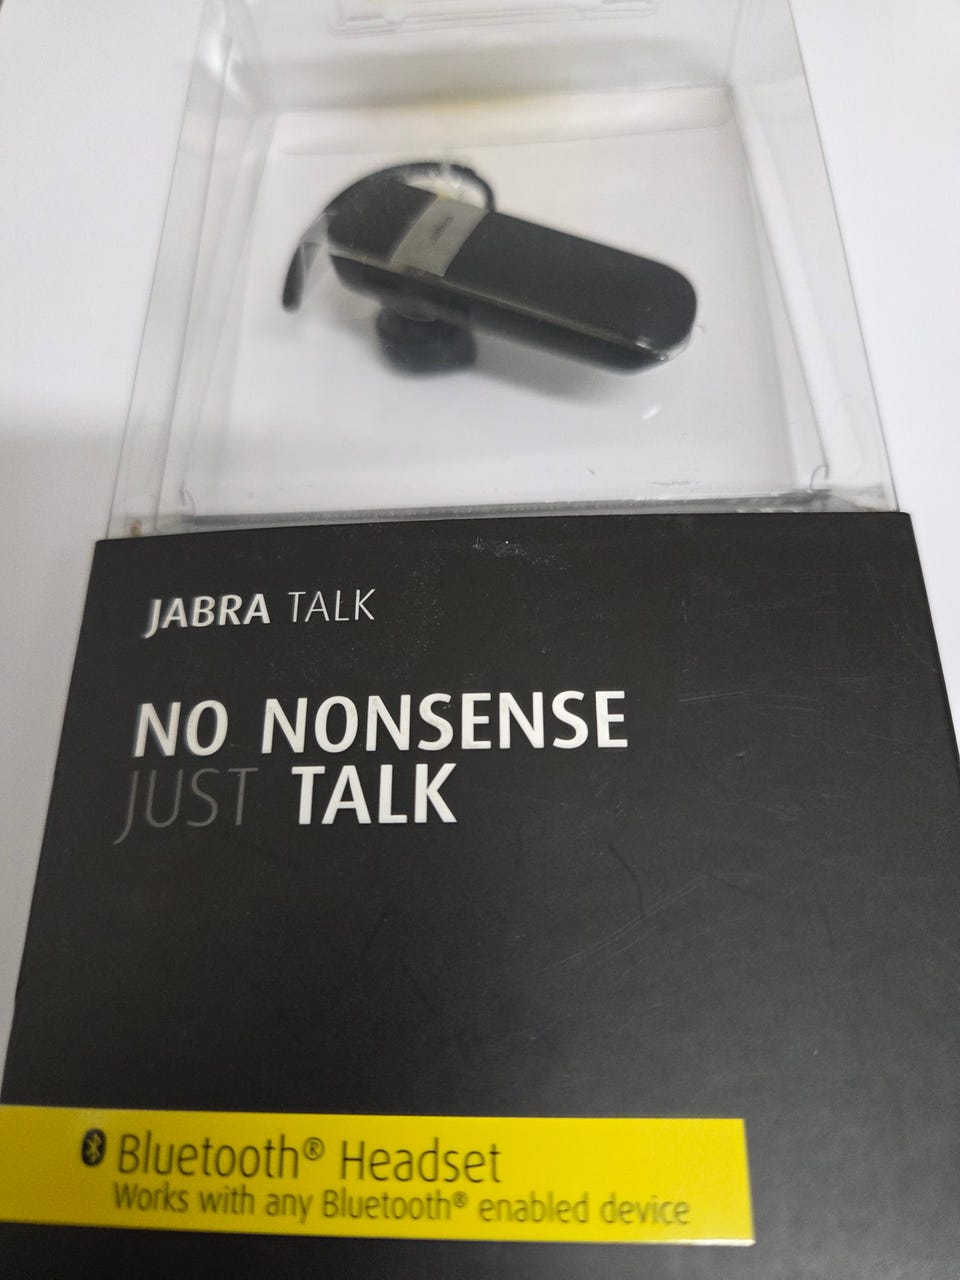 JABRA TALK
NO NONSENSE
JUST TALK
Bluetooth® Headset
Works with any Bluetooth® enabled device